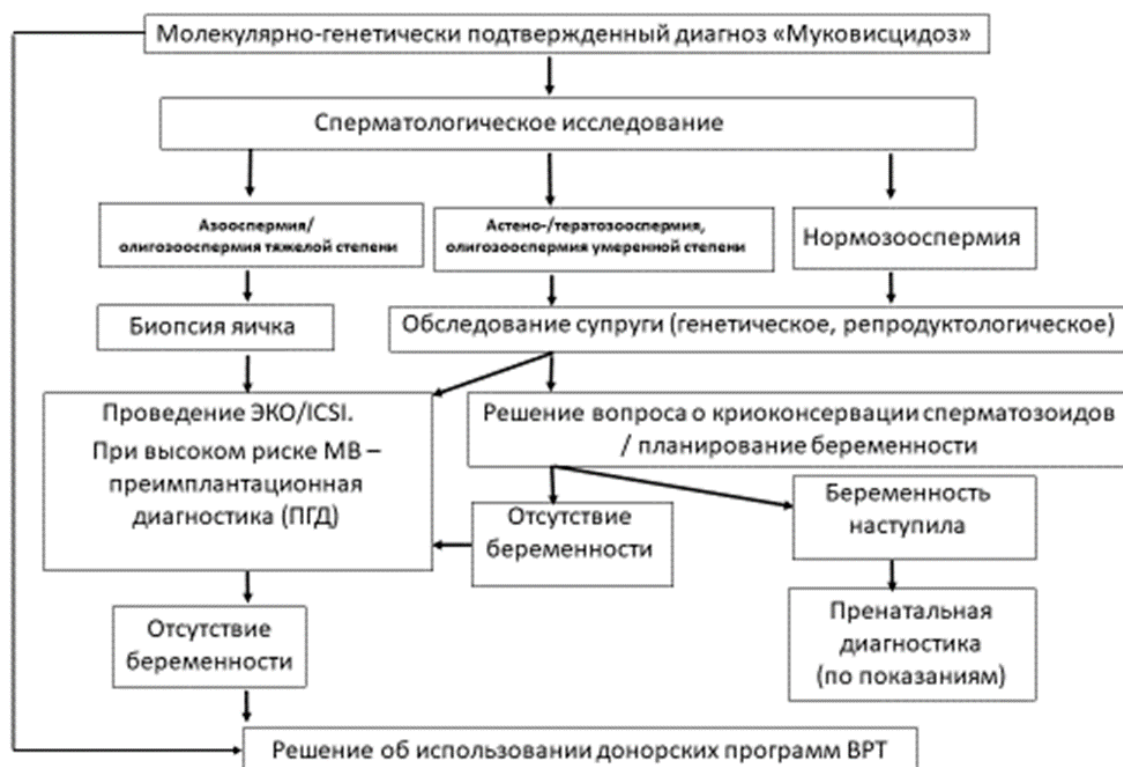 Молекулярно-генетически подтвержденный диагноз «Муковисцидоз»
Сперматологическое исследование
Азооспермия/
олигозооспермия тяжелой степени
Астено-/тератозооспермия,
олигозооспермия умеренной степени
Нормозооспермия
Биопсия яичка
Обследование супруги (генетическое, репродуктологическое)
Проведение ЭКО/ICSI.
При высоком риске МВ –
преимплантационная
диагностика (ПГД)
Решение вопроса о криоконсервации сперматозоидов
/ планирование беременности
Отсутствие
беременности
Беременность
наступила
Отсутствие
беременности
Пренатальная
диагностика
(по показаниям)
Решение об использовании донорских программ ВРТ